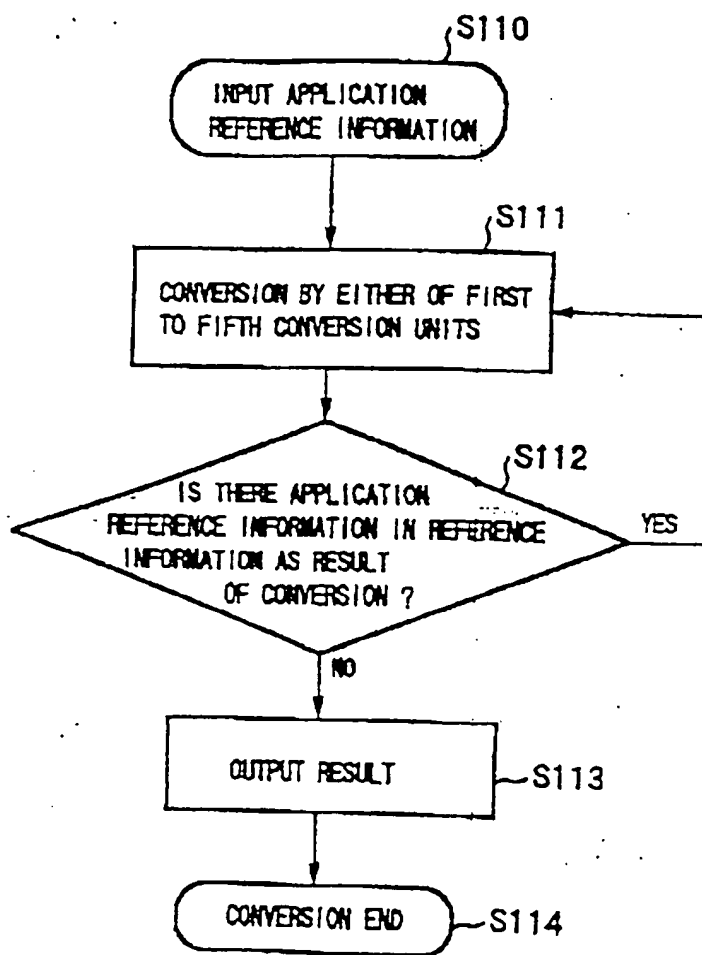 S110
INPUT APPLICATION
REFERENCE INFORMATION
S111
CONVERSION BY EITHER OF FIRST
TO FIFTH CONVERSION UNITS
S112
IS THERE APPLICATION
REFERENCE INFORMATION IN REFERENCE
INFORMATION AS RESULT
OF CONVERSION ?
YES
NO
OUTPUT RESULT
S113
CONVERSION END
S114